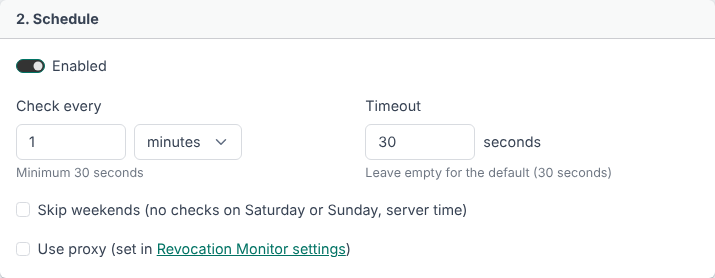 2. Schedule
Enabled
Check every
Timeout
1
minutes
30
seconds
Minimum 30 seconds
Leave empty for the default (30 seconds)
Skip weekends (no checks on Saturday or Sunday, server time)
Use proxy (set in Revocation Monitor settings)